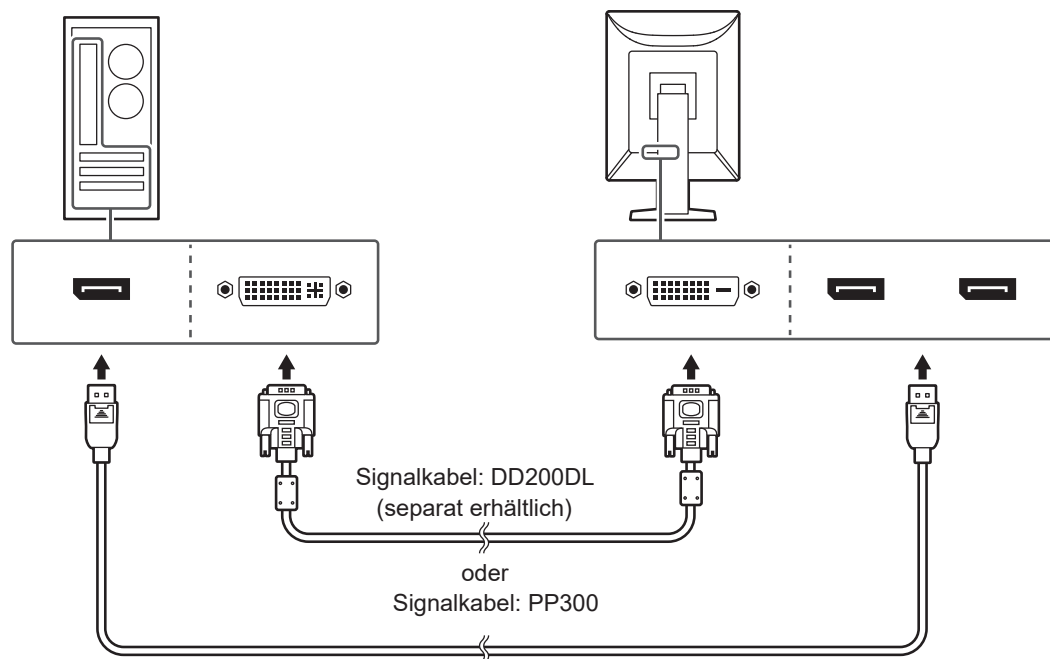 Signalkabel: DD200DL
(separat erhältlich)
oder
Signalkabel: PP300